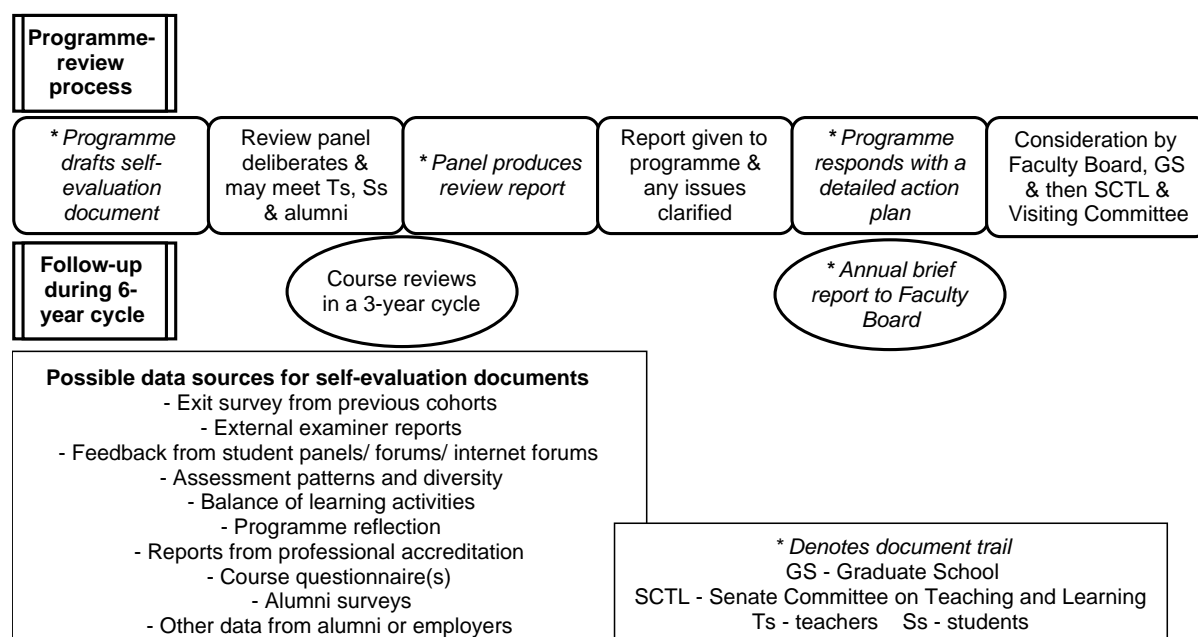 Programme-
review
process
* Programme
drafts self-
evaluation
document
Review panel
deliberates &
may meet Ts, Ss
& alumni
* Panel produces
review report
Report given to
programme &
any issues
clarified
* Programme
responds with a
detailed action
plan
Consideration by
Faculty Board, GS
& then SCTL &
Visiting Committee
Follow-up
during 6-
year cycle
Course reviews
in a 3-year cycle
* Annual brief
report to Faculty
Board
Possible data sources for self-evaluation documents
- Exit survey from previous cohorts
- External examiner reports
- Feedback from student panels/ forums/ internet forums
- Assessment patterns and diversity
- Balance of learning activities
- Programme reflection
- Reports from professional accreditation
- Course questionnaire(s)
- Alumni surveys
- Other data from alumni or employers
* Denotes document trail
GS - Graduate School
SCTL - Senate Committee on Teaching and Learning
Ts - teachers Ss - students